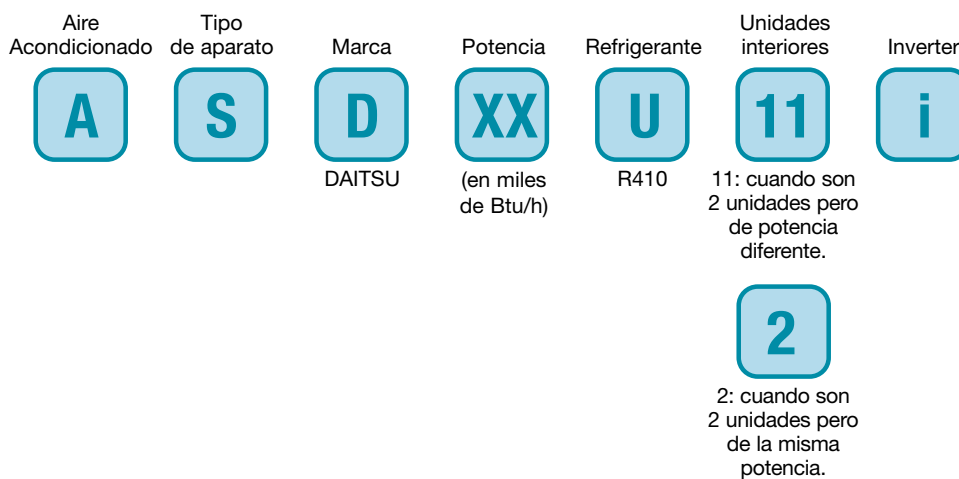 Aire
Acondicionado
Tipo
de aparato
Marca
Potencia
Refrigerante
Unidades
interiores
Inverter
A
S
D
XX
U
11
i
DAITSU
(en miles
de Btu/h)
R410
11: cuando son
2 unidades pero
de potencia
diferente.
2
2: cuando son
2 unidades pero
de la misma
potencia.